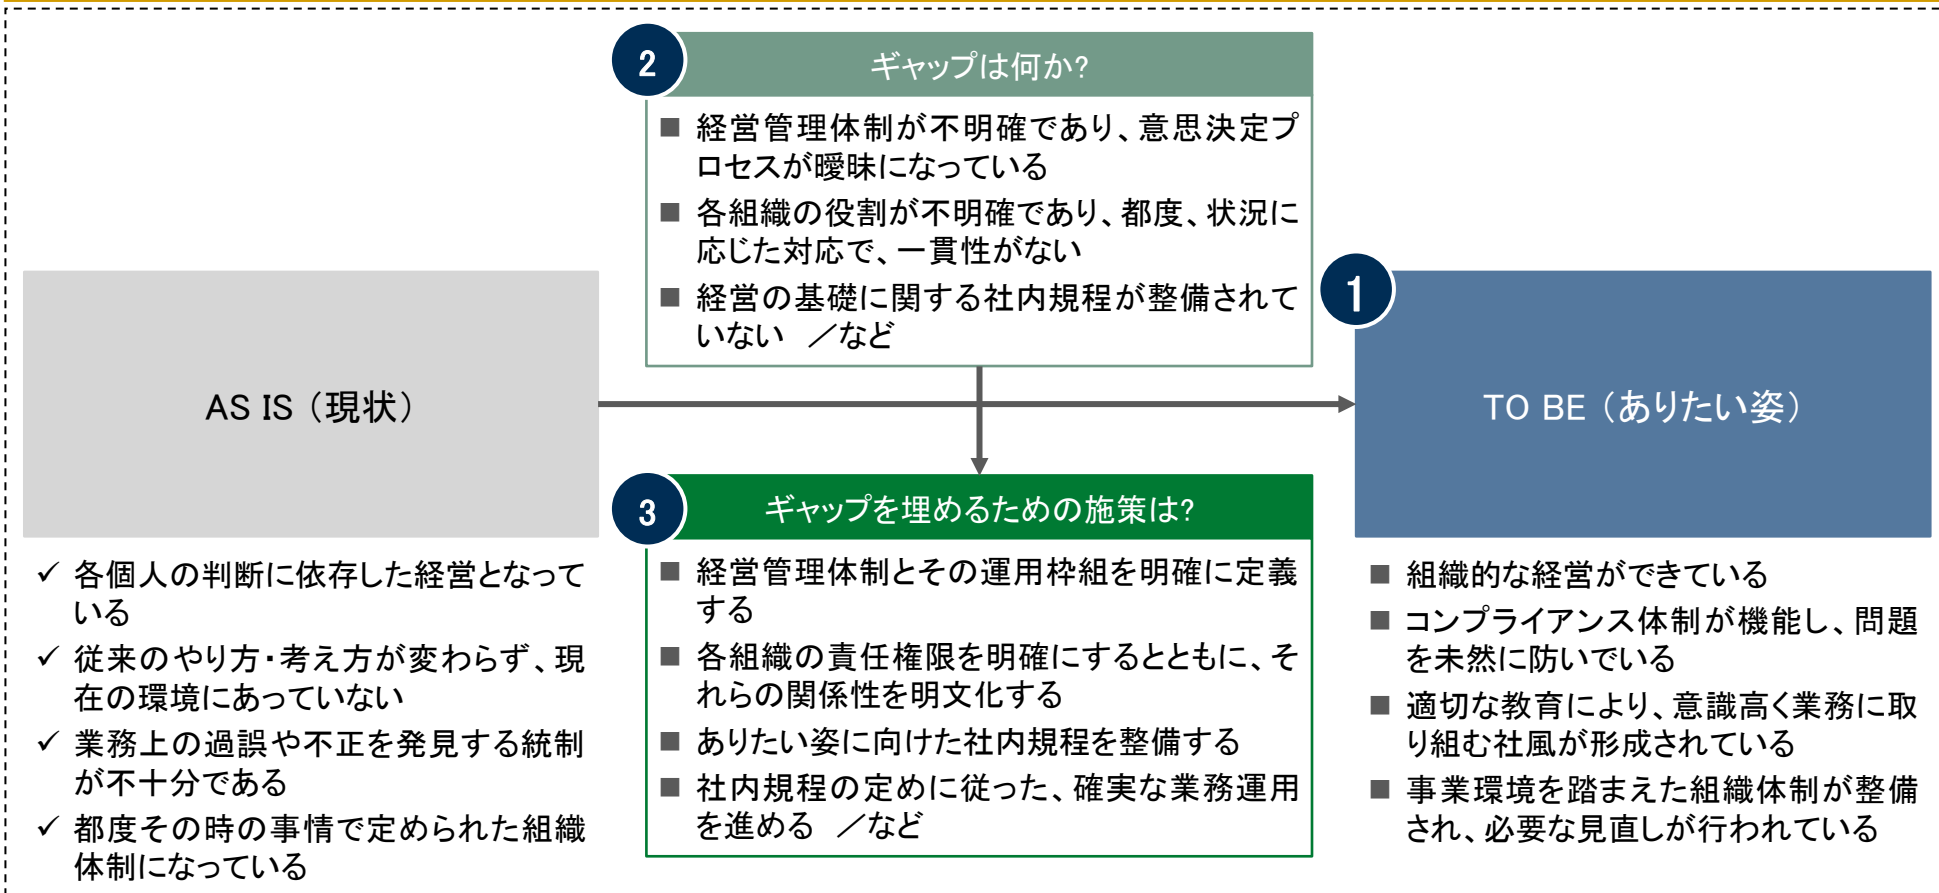 2
ギャップは何か?
■ 経営管理体制が不明確であり、意思決定プ
ロセスが曖昧になっている
■ 各組織の役割が不明確であり、都度、状況に
応じた対応で、一貫性がない
■ 経営の基礎に関する社内規程が整備されて
いない ／など
AS IS（現状）
1
TO BE（ありたい姿）
3
ギャップを埋めるための施策は?
■ 経営管理体制とその運用枠組を明確に定義
する
■ 各組織の責任権限を明確にするとともに、そ
れらの関係性を明文化する
■ ありたい姿に向けた社内規程を整備する
■ 社内規程の定めに従った、確実な業務運用
を進める ／など
✓ 各個人の判断に依存した経営となって
いる
✓ 従来のやり方・考え方が変わらず、現
在の環境にあっていない
✓ 業務上の過誤や不正を発見する統制
が不十分である
✓ 都度その時の事情で定められた組織
体制になっている
■ 組織的な経営ができている
■ コンプライアンス体制が機能し、問題
を未然に防いでいる
■ 適切な教育により、意識高く業務に取
り組む社風が形成されている
■ 事業環境を踏まえた組織体制が整備
され、必要な見直しが行われている